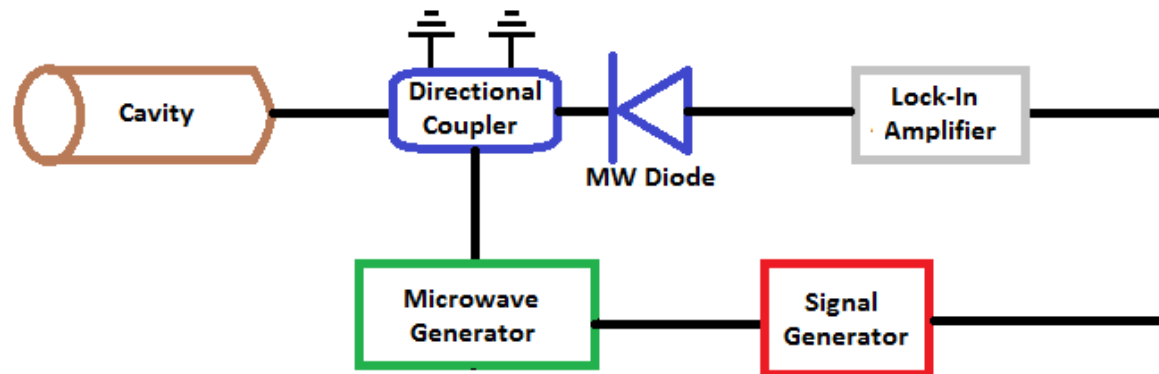 Cavity
Directional
Coupler
MW Diode
Lock-In
Amplifier
Microwave
Generator
Signal
Generator